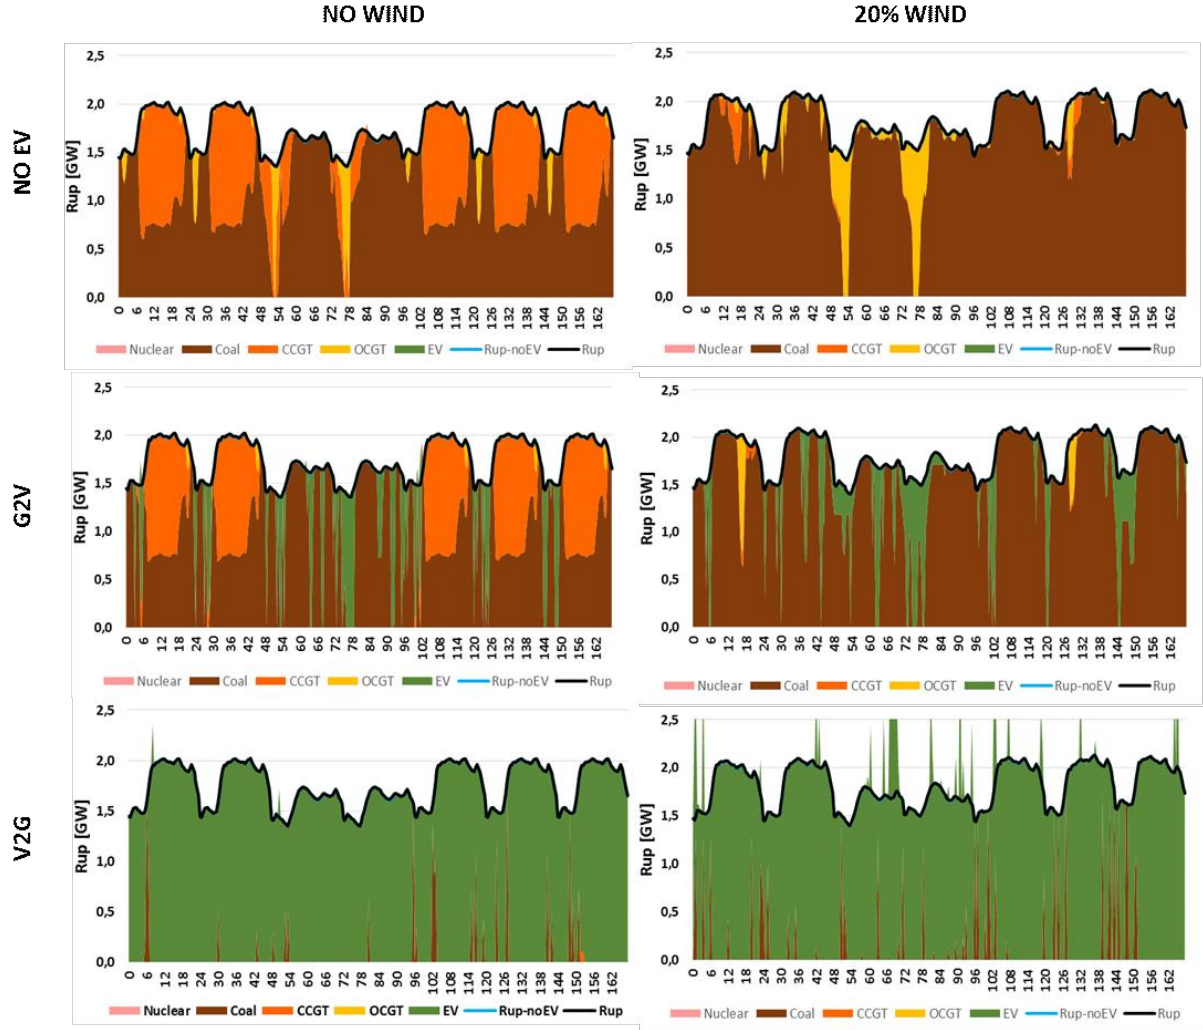 NO WIND
20% WIND
NO EV
Rup [GW]
2,5
2,0
1,5
1,0
0,5
0,0
0 6 12 18 24 30 36 42 48 54 60 66 72 78 84 90 96 102 108 114 120 126 132 138 144 150 156 162
Nuclear Coal CCGT OCGT EV Rup-noEV Rup
Rup [GW]
2,5
2,0
1,5
1,0
0,5
0,0
0 6 12 18 24 30 36 42 48 54 60 66 72 78 84 90 96 102 108 114 120 126 132 138 144 150 156 162
Nuclear Coal CCGT OCGT EV Rup-noEV Rup
G2V
Rup [GW]
2,5
2,0
1,5
1,0
0,5
0,0
0 6 12 18 24 30 36 42 48 54 60 66 72 78 84 90 96 102 108 114 120 126 132 138 144 150 156 162
Nuclear Coal CCGT OCGT EV Rup-noEV Rup
Rup [GW]
2,5
2,0
1,5
1,0
0,5
0,0
0 6 12 18 24 30 36 42 48 54 60 66 72 78 84 90 96 102 108 114 120 126 132 138 144 150 156 162
Nuclear Coal CCGT OCGT EV Rup-noEV Rup
V2G
Rup [GW]
2,5
2,0
1,5
1,0
0,5
0,0
0 6 12 18 24 30 36 42 48 54 60 66 72 78 84 90 96 102 108 114 120 126 132 138 144 150 156 162
Nuclear Coal CCGT OCGT EV Rup-noEV Rup
Rup [GW]
2,5
2,0
1,5
1,0
0,5
0,0
0 6 12 18 24 30 36 42 48 54 60 66 72 78 84 90 96 102 108 114 120 126 132 138 144 150 156 162
Nuclear Coal CCGT OCGT EV Rup-noEV Rup